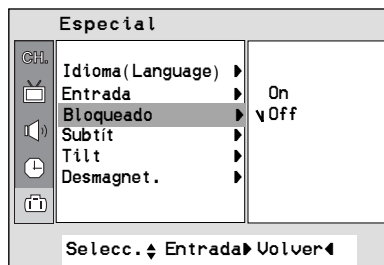 Especial
CH.
Idioma(Language)
Entrada
Bloqueado
Subtít
Tilt
Desmagnet.
On
Off
Selecc. Entrada Volver